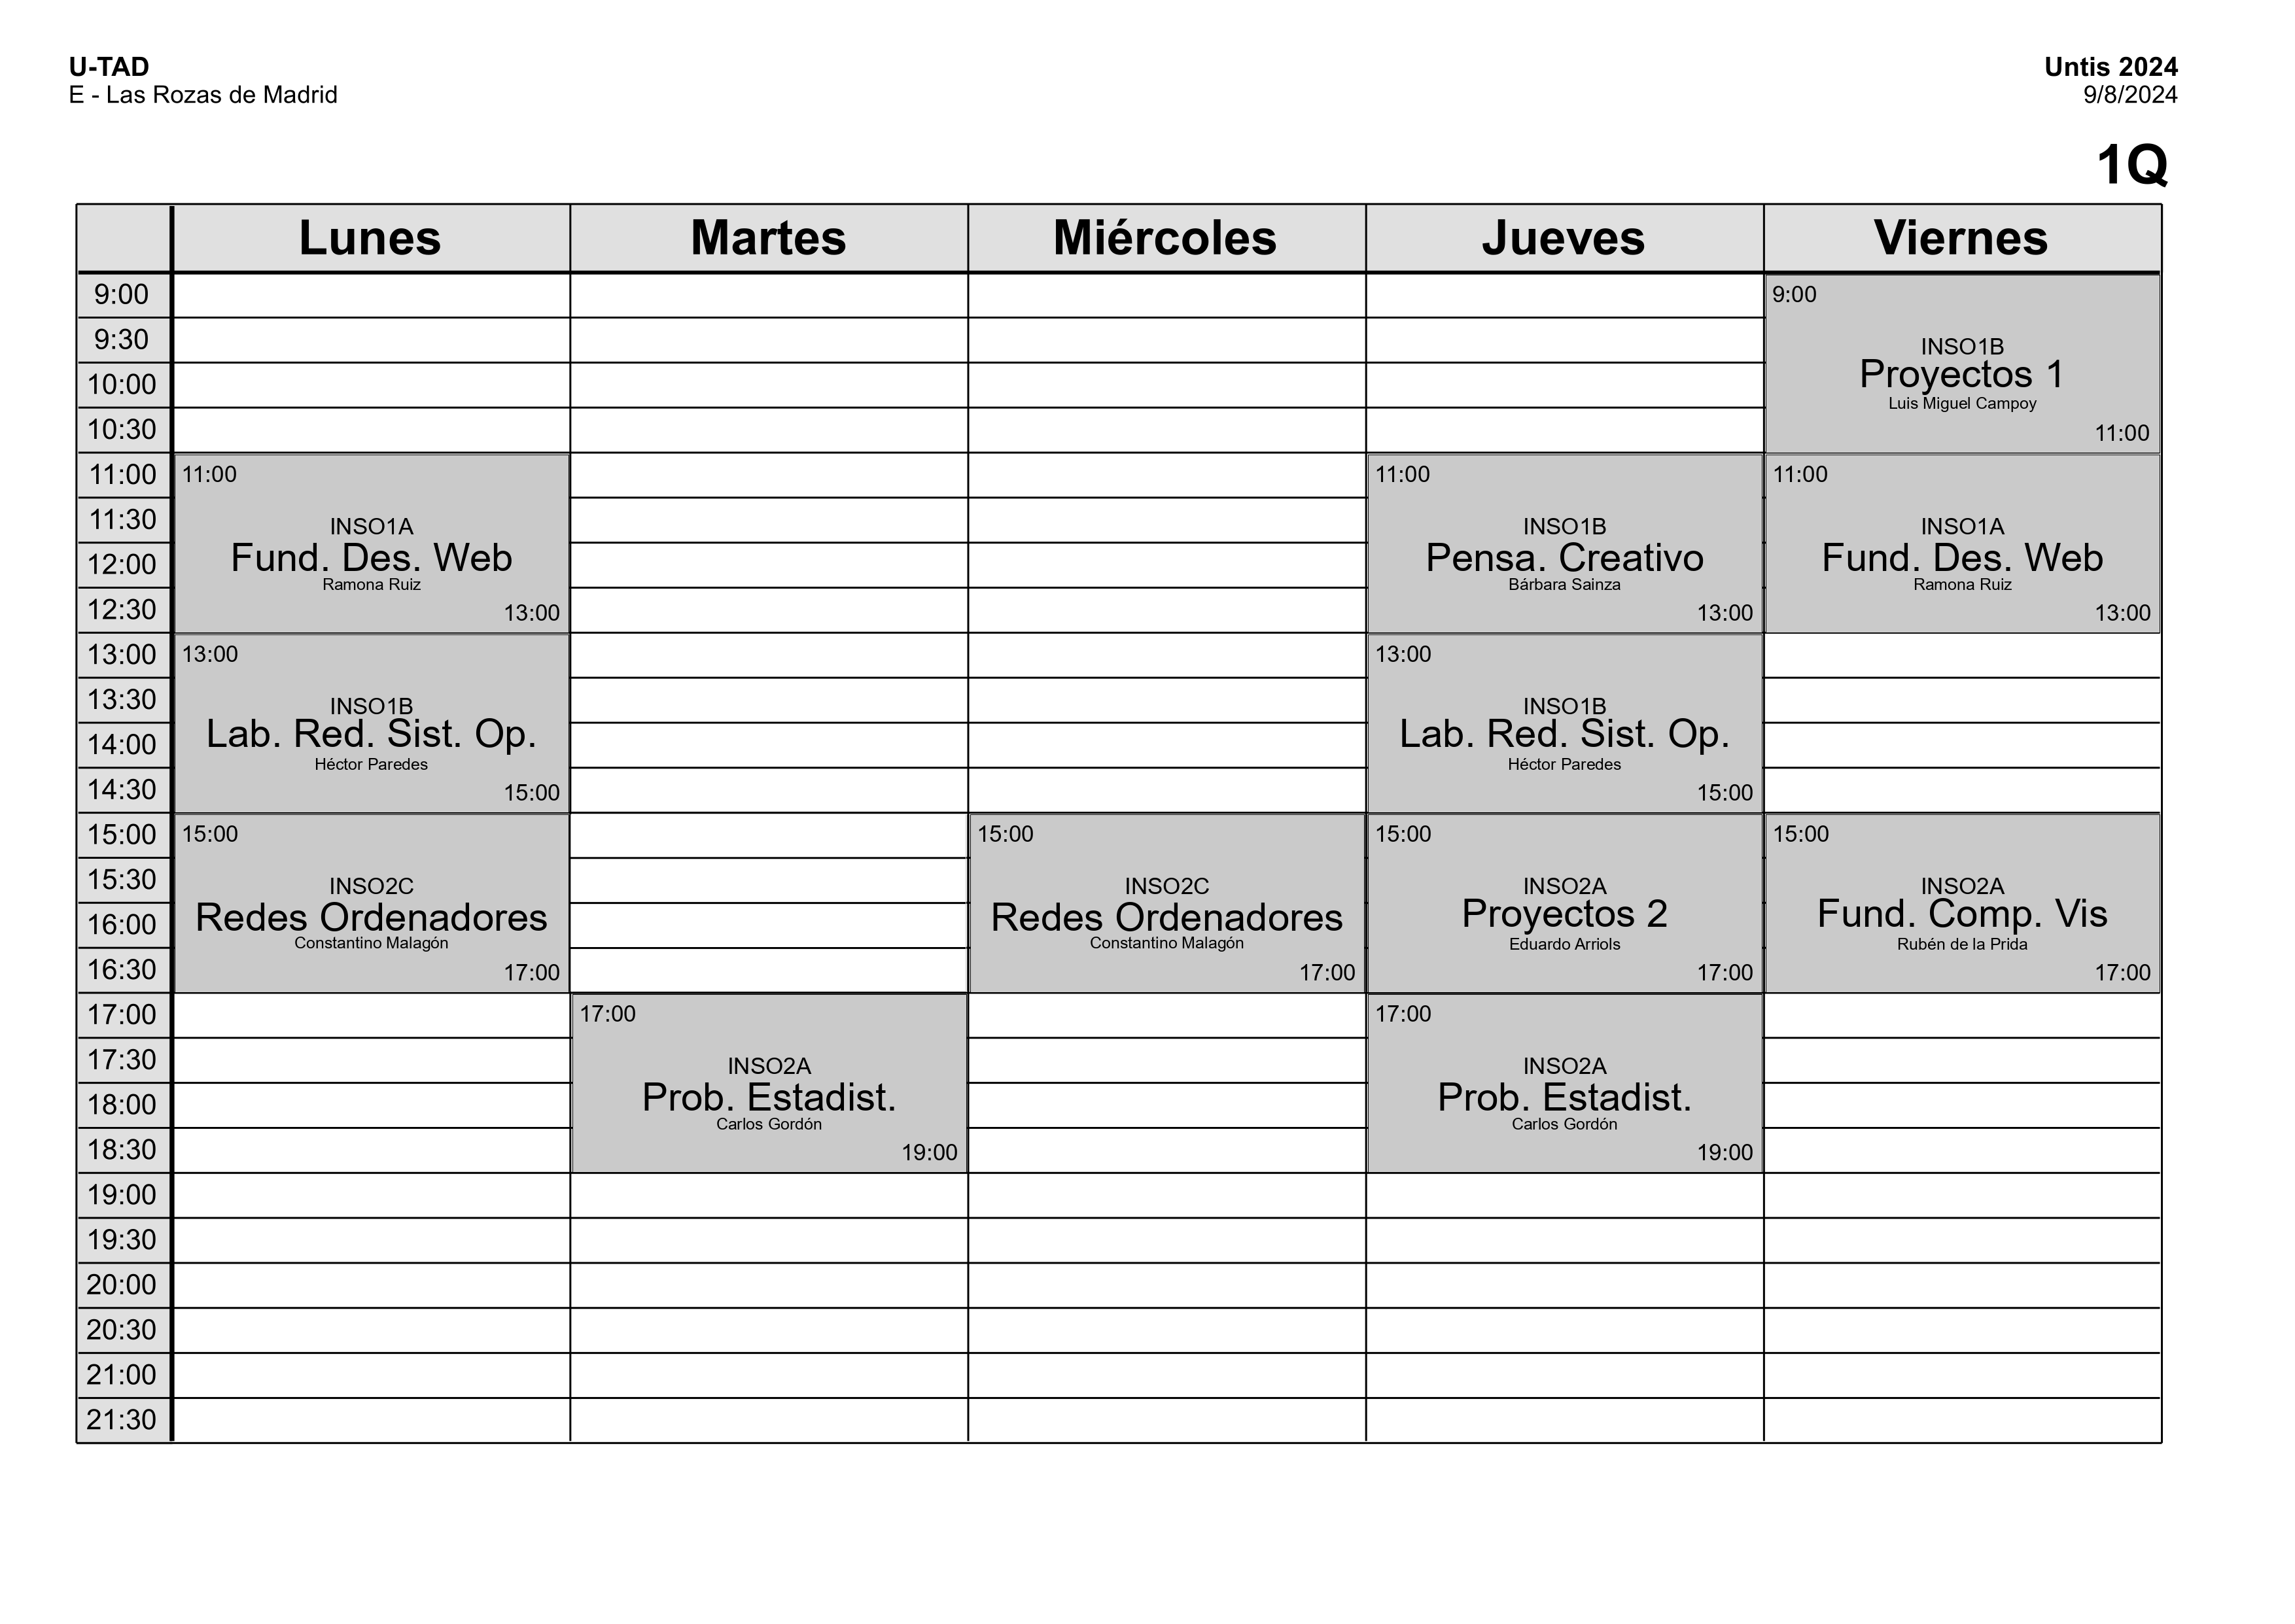 U-TAD
E - Las Rozas de Madrid
Untis 2024
9/8/2024
1Q
Lunes
Martes
Miércoles
Jueves
Viernes
9:00
9:30
10:00
10:30
11:00
11:30
12:00
12:30
13:00
13:30
14:00
14:30
15:00
15:30
16:00
16:30
17:00
17:30
18:00
18:30
19:00
19:30
20:00
20:30
21:00
21:30
11:00
INSO1A
Fund. Des. Web
Ramona Ruiz
13:00
13:00
INSO1B
Lab. Red. Sist. Op.
Héctor Paredes
15:00
15:00
INSO2C
Redes Ordenadores
Constantino Malagón
17:00
17:00
INSO2A
Prob. Estadist.
Carlos Gordón
19:00
15:00
INSO2C
Redes Ordenadores
Constantino Malagón
17:00
11:00
INSO1B
Pensa. Creativo
Bárbara Sainza
13:00
13:00
INSO1B
Lab. Red. Sist. Op.
Héctor Paredes
15:00
15:00
INSO2A
Proyectos 2
Eduardo Arriols
17:00
17:00
INSO2A
Prob. Estadist.
Carlos Gordón
19:00
9:00
INSO1B
Proyectos 1
Luis Miguel Campoy
11:00
11:00
INSO1A
Fund. Des. Web
Ramona Ruiz
13:00
15:00
INSO2A
Fund. Comp. Vis
Rubén de la Prida
17:00